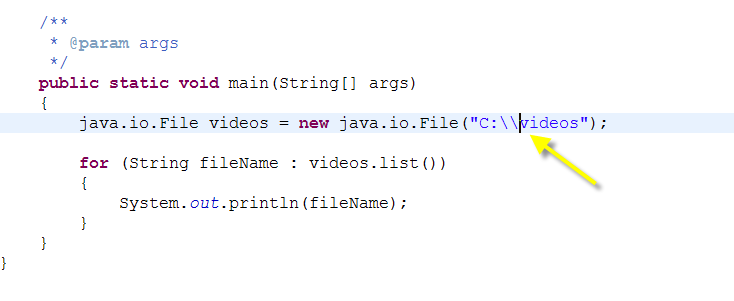 /**
 * @param args
 */
public static void main(String[] args)
{
    java.io.File videos = new java.io.File("C:\\videos");
    for (String fileName : videos.list())
    {
        System.out.println(fileName);
    }
}
}